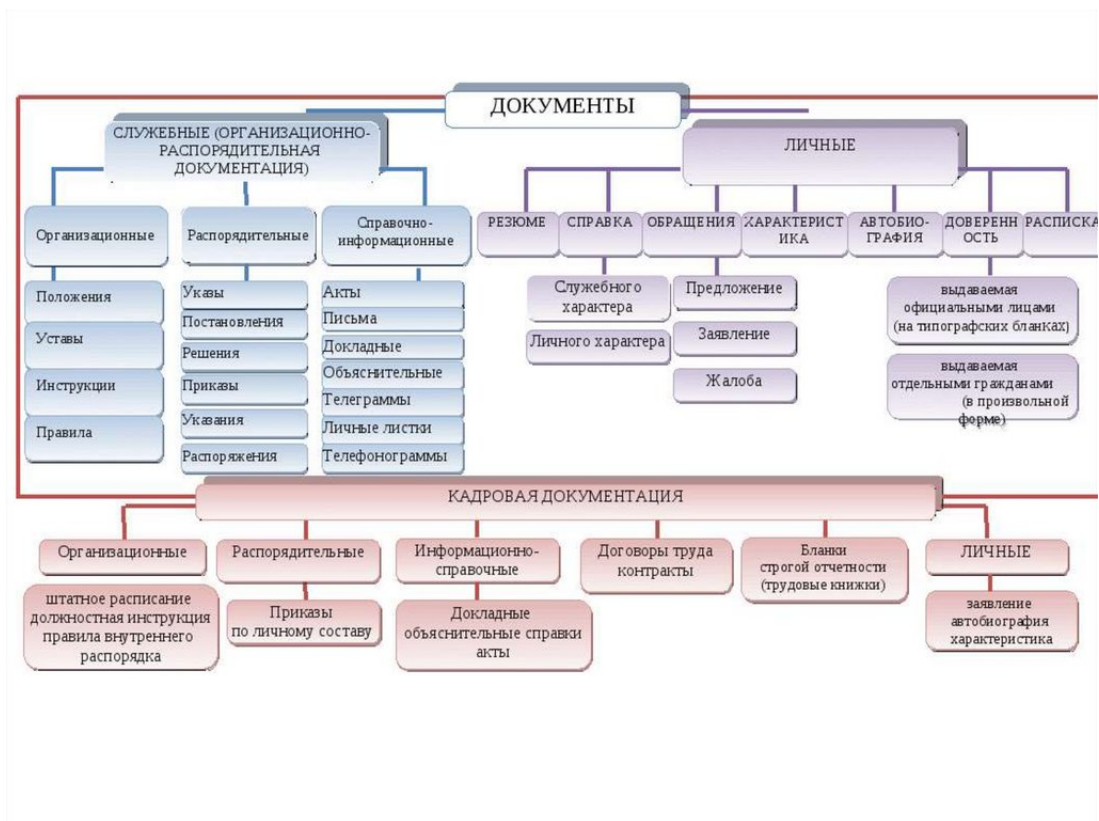 ДОКУМЕНТЫ
СЛУЖЕБНЫЕ (ОРГАНИЗАЦИОННО-
РАСПОРЯДИТЕЛЬНАЯ
ДОКУМЕНТАЦИЯ)
ЛИЧНЫЕ
Организационные
Распорядительные
Справочно-
информационные
РЕЗЮМЕ
СПРАВКА
ОБРАЩЕНИЯ
ХАРАКТЕРИСТ
ИКА
АВТОБИО-
ГРАФИЯ
ДОВЕРЕНН
ОСТЬ
РАСПИСКА
Положения
Уставы
Инструкции
Правила
Указы
Постановления
Решения
Приказы
Указания
Распоряжения
Акты
Письма
Докладные
Объяснительные
Телеграммы
Личные листки
Телефонограммы
Служебного
характера
Личного характера
Предложение
Заявление
Жалоба
выдаваемая
официальными лицами
(на типографских бланках)
выдаваемая
отдельными гражданами
(в произвольной
форме)
КАДРОВАЯ ДОКУМЕНТАЦИЯ
Организационные
Распорядительные
Информационно-
справочные
Договоры труда
контракты
Бланки
строгой отчетности
(трудовые книжки)
ЛИЧНЫЕ
штатное расписание
должностная инструкция
правила внутреннего
распорядка
Приказы
по личному составу
Докладные
объяснительные справки
акты
заявление
автобиография
характеристика